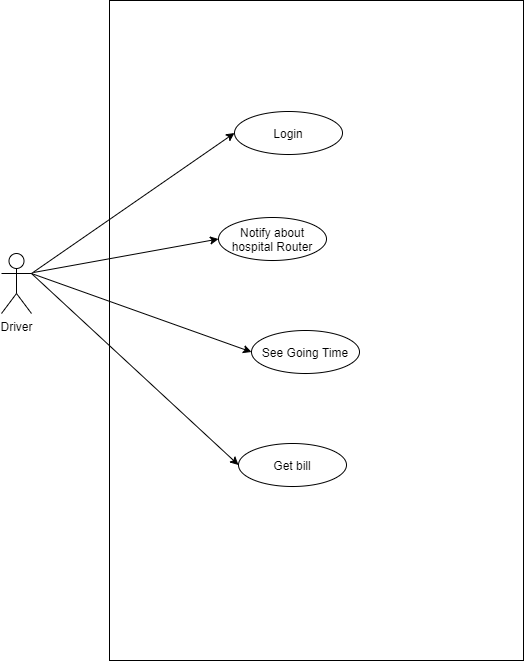 Login
Notify about
hospital Router
Driver
See Going Time
Get bill